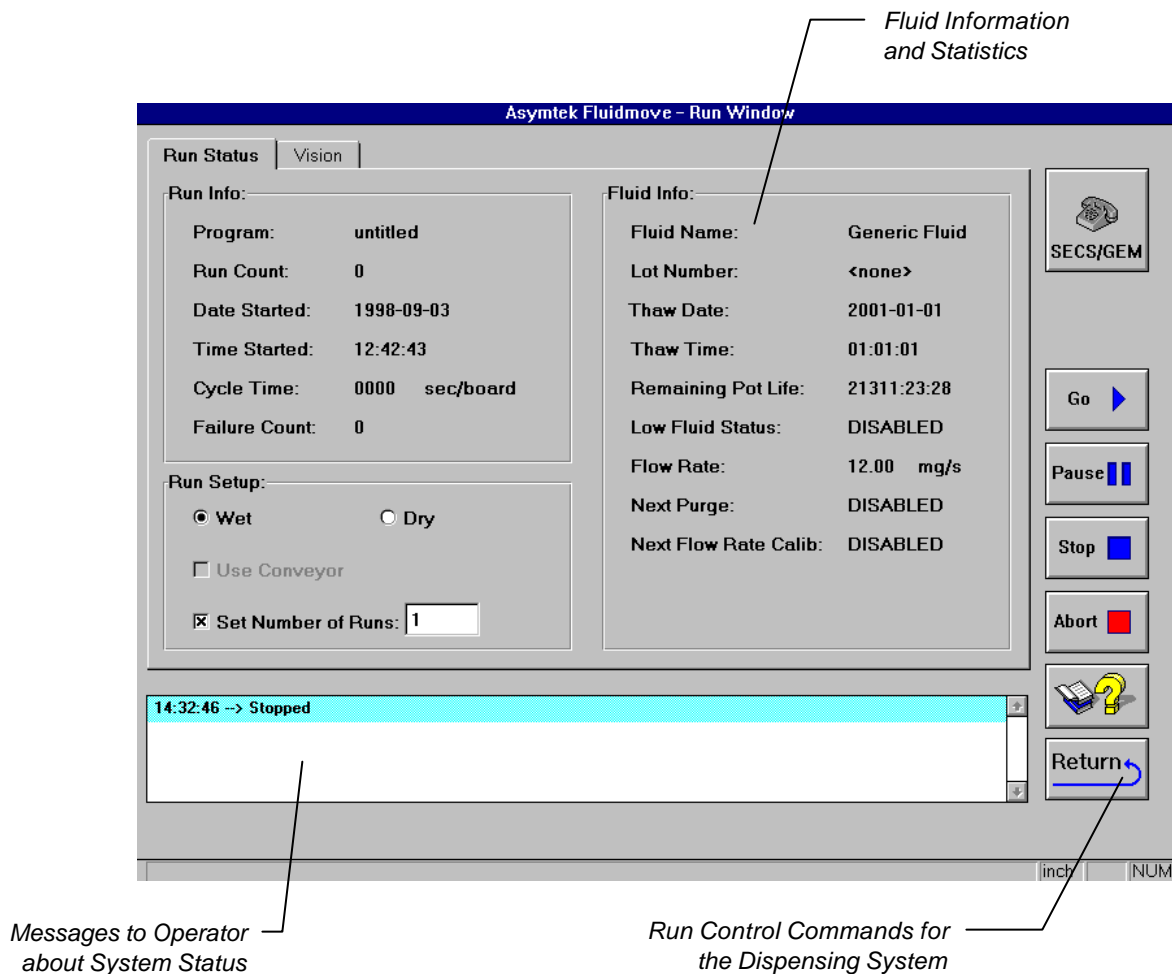 Fluid Information
and Statistics
Asymtek Fluidmove – Run Window
Run Status
Vision
Run Info:
Program: untitled
Run Count: 0
Date Started: 1998-09-03
Time Started: 12:42:43
Cycle Time: 0000 sec/board
Failure Count: 0
Run Setup:
Wet
Dry
Use Conveyor
Set Number of Runs: 1
Fluid Info:
Fluid Name: Generic Fluid
Lot Number: <none>
Thaw Date: 2001-01-01
Thaw Time: 01:01:01
Remaining Pot Life: 21311:23:28
Low Fluid Status: DISABLED
Flow Rate: 12.00 mg/s
Next Purge: DISABLED
Next Flow Rate Calib: DISABLED
SECS/GEM
Go
Pause
Stop
Abort
?
Return
14:32:46 --> Stopped
inch
NUM
Messages to Operator
about System Status
Run Control Commands for
the Dispensing System